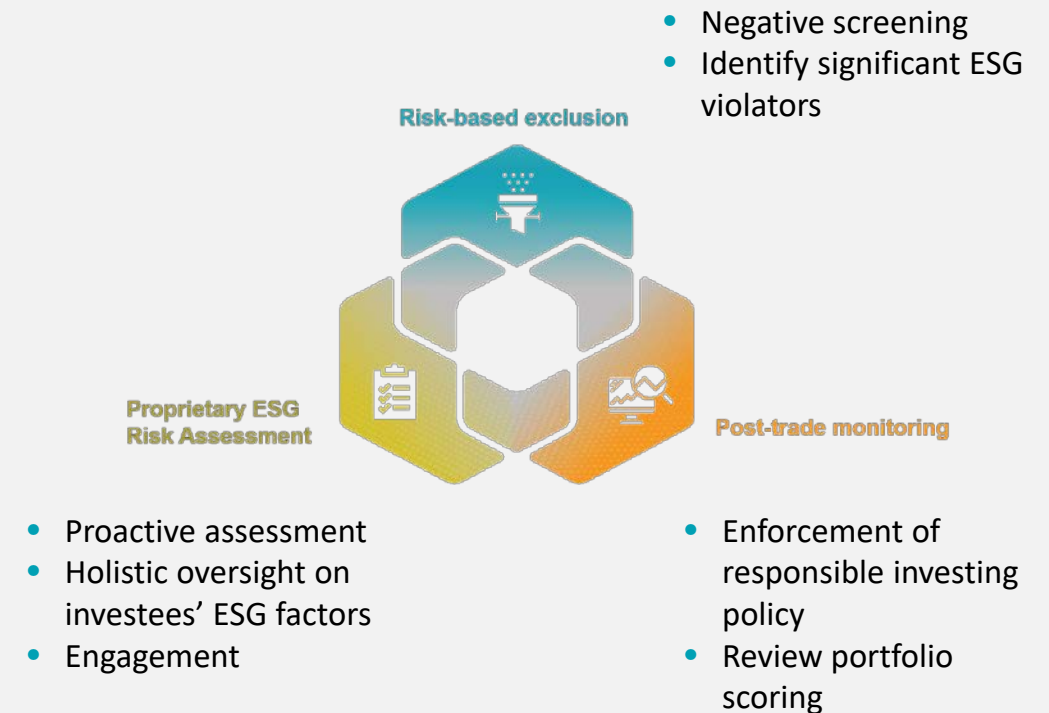 • Negative screening
• Identify significant ESG
violators
Risk-based exclusion
Proprietary ESG
Risk Assessment
Post-trade monitoring
• Proactive assessment
• Holistic oversight on
investees’ ESG factors
• Engagement
• Enforcement of
responsible investing
policy
• Review portfolio
scoring